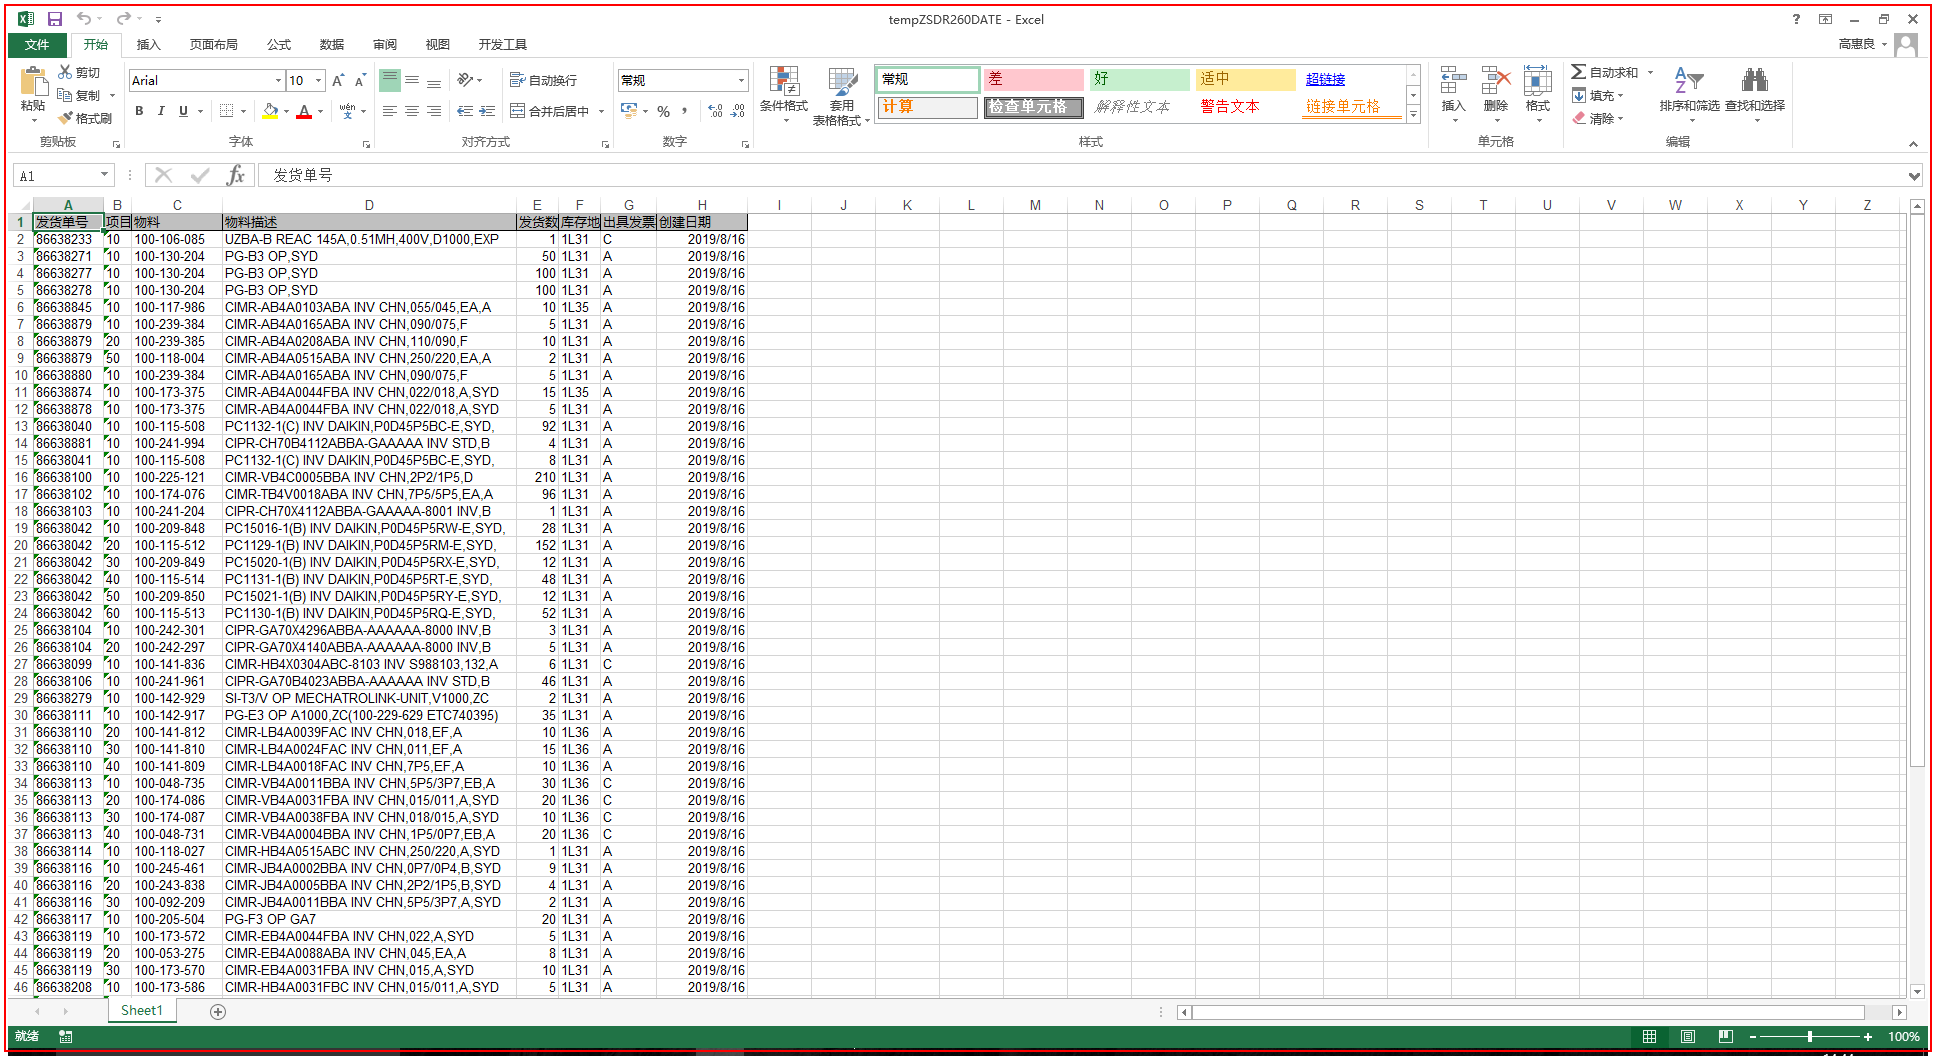 tempZSDR260DATE - Excel
文件 开始 插入 页面布局 公式 数据 审阅 视图 开发工具 高惠良
粘贴 剪切 复制 格式刷 剪贴板
Arial 10 B I U wén 文 字体
自动换行 合并后居中 对齐方式
常规 % , 数字
条件格式 套用 表格格式
常规 差 好 适中 超链接
计算 检查单元格 解释性文本 警告文本 链接单元格
样式
插入 删除 格式 单元格
自动求和 填充 清除 排序和筛选 查找和选择 编辑
A1 fx 发货单号
A B C D E F G H I J K L M N O P Q R S T U V W X Y Z
1 发货单号 项目 物料 物料描述 发货数 库存地 出具发票 创建日期
2 86638233 10 100-106-085 UZBA-B REAC 145A,0.51MH,400V,D1000,EXP 1 1L31 C 2019/8/16
3 86638271 10 100-130-204 PG-B3 OP,SYD 50 1L31 A 2019/8/16
4 86638277 10 100-130-204 PG-B3 OP,SYD 100 1L31 A 2019/8/16
5 86638278 10 100-130-204 PG-B3 OP,SYD 100 1L31 A 2019/8/16
6 86638845 10 100-117-986 CIMR-AB4A0103ABA INV CHN,055/045,EA,A 10 1L35 A 2019/8/16
7 86638879 10 100-239-384 CIMR-AB4A0165ABA INV CHN,090/075,F 5 1L31 A 2019/8/16
8 86638879 20 100-239-385 CIMR-AB4A0208ABA INV CHN,110/090,F 10 1L31 A 2019/8/16
9 86638879 50 100-118-004 CIMR-AB4A0515ABA INV CHN,250/220,EA,A 2 1L31 A 2019/8/16
10 86638880 10 100-239-384 CIMR-AB4A0165ABA INV CHN,090/075,F 5 1L31 A 2019/8/16
11 86638874 10 100-173-375 CIMR-AB4A0044FBA INV CHN,022/018,A,SYD 15 1L35 A 2019/8/16
12 86638878 10 100-173-375 CIMR-AB4A0044FBA INV CHN,022/018,A,SYD 5 1L31 A 2019/8/16
13 86638040 10 100-115-508 PC1132-1(C) INV DAIKIN,P0D45P5BC-E,SYD, 92 1L31 A 2019/8/16
14 86638881 10 100-241-994 CIPR-CH70B4112ABBA-GAAAAA INV STD,B 4 1L31 A 2019/8/16
15 86638041 10 100-115-508 PC1132-1(C) INV DAIKIN,P0D45P5BC-E,SYD, 8 1L31 A 2019/8/16
16 86638100 10 100-225-121 CIMR-VB4C0005BBA INV CHN,2P2/1P5,D 210 1L31 A 2019/8/16
17 86638102 10 100-174-076 CIMR-TB4V0018ABA INV CHN,7P5/5P5,EA,A 96 1L31 A 2019/8/16
18 86638103 10 100-241-204 CIPR-CH70X4112ABBA-GAAAAA-8001 INV,B 1 1L31 A 2019/8/16
19 86638042 10 100-209-848 PC15016-1(B) INV DAIKIN,P0D45P5RW-E,SYD, 28 1L31 A 2019/8/16
20 86638042 20 100-115-512 PC1129-1(B) INV DAIKIN,P0D45P5RM-E,SYD, 152 1L31 A 2019/8/16
21 86638042 30 100-209-849 PC15020-1(B) INV DAIKIN,P0D45P5RX-E,SYD, 12 1L31 A 2019/8/16
22 86638042 40 100-115-514 PC1131-1(B) INV DAIKIN,P0D45P5RT-E,SYD, 48 1L31 A 2019/8/16
23 86638042 50 100-209-850 PC15021-1(B) INV DAIKIN,P0D45P5RY-E,SYD, 12 1L31 A 2019/8/16
24 86638042 60 100-115-513 PC1130-1(B) INV DAIKIN,P0D45P5RQ-E,SYD, 52 1L31 A 2019/8/16
25 86638104 10 100-242-301 CIPR-GA70X4296ABBA-AAAAAA-8000 INV,B 3 1L31 A 2019/8/16
26 86638104 20 100-242-297 CIPR-GA70X4140ABBA-AAAAAA-8000 INV,B 5 1L31 A 2019/8/16
27 86638099 10 100-141-836 CIMR-HB4X0304ABC-8103 INV S988103,132,A 6 1L31 C 2019/8/16
28 86638106 10 100-241-961 CIPR-GA70B4023ABBA-AAAAAA INV STD,B 46 1L31 A 2019/8/16
29 86638279 10 100-142-929 SI-T3/V OP MECHATROLINK-UNIT,V1000,ZC 2 1L31 A 2019/8/16
30 86638111 10 100-142-917 PG-E3 OP A1000,ZC(100-229-629 ETC740395) 35 1L31 A 2019/8/16
31 86638110 20 100-141-812 CIMR-LB4A0039FAC INV CHN,018,EF,A 10 1L36 A 2019/8/16
32 86638110 30 100-141-810 CIMR-LB4A0024FAC INV CHN,011,EF,A 15 1L36 A 2019/8/16
33 86638110 40 100-141-809 CIMR-LB4A0018FAC INV CHN,7P5,EF,A 10 1L36 A 2019/8/16
34 86638113 10 100-048-735 CIMR-VB4A0011BBA INV CHN,5P5/3P7,EB,A 30 1L36 C 2019/8/16
35 86638113 20 100-174-086 CIMR-VB4A0031FBA INV CHN,015/011,A,SYD 20 1L36 C 2019/8/16
36 86638113 30 100-174-087 CIMR-VB4A0038FBA INV CHN,018/015,A,SYD 10 1L36 C 2019/8/16
37 86638113 40 100-048-731 CIMR-VB4A0004BBA INV CHN,1P5/0P7,EB,A 20 1L36 C 2019/8/16
38 86638114 10 100-118-027 CIMR-HB4A0515ABC INV CHN,250/220,A,SYD 1 1L31 A 2019/8/16
39 86638116 10 100-245-461 CIMR-JB4A0002BBA INV CHN,0P7/0P4,B,SYD 9 1L31 A 2019/8/16
40 86638116 20 100-243-838 CIMR-JB4A0005BBA INV CHN,2P2/1P5,B,SYD 4 1L31 A 2019/8/16
41 86638116 30 100-092-209 CIMR-JB4A0011BBA INV CHN,5P5/3P7,A,SYD 2 1L31 A 2019/8/16
42 86638117 10 100-205-504 PG-F3 OP GA7 20 1L31 A 2019/8/16
43 86638119 10 100-173-572 CIMR-EB4A0044FBA INV CHN,022,A,SYD 5 1L31 A 2019/8/16
44 86638119 20 100-053-275 CIMR-EB4A0088ABA INV CHN,045,EA,A 8 1L31 A 2019/8/16
45 86638119 30 100-173-570 CIMR-EB4A0031FBA INV CHN,015,A,SYD 10 1L31 A 2019/8/16
46 86638208 10 100-173-586 CIMR-HB4A0031FBC INV CHN,015/011,A,SYD 5 1L31 A 2019/8/16
Sheet1
就绪 100%